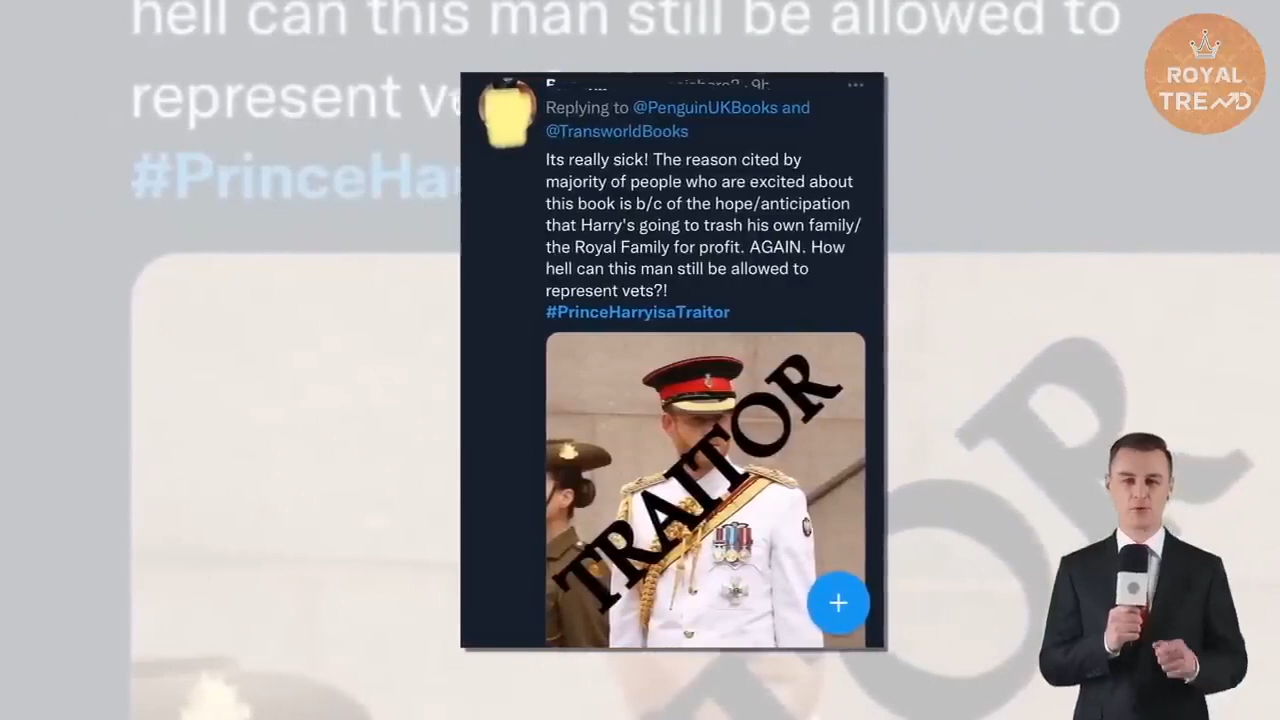 hell can this man still be allowed to
represent
#PrinceHar
ROYAL
TREND
9h
Replying to @PenguinUKBooks and
@TransworldBooks
Its really sick! The reason cited by
majority of people who are excited about
this book is b/c of the hope/anticipation
that Harry's going to trash his own family/
the Royal Family for profit. AGAIN. How
hell can this man still be allowed to
represent vets?!
#PrinceHarryisaTraitor
TRAITOR